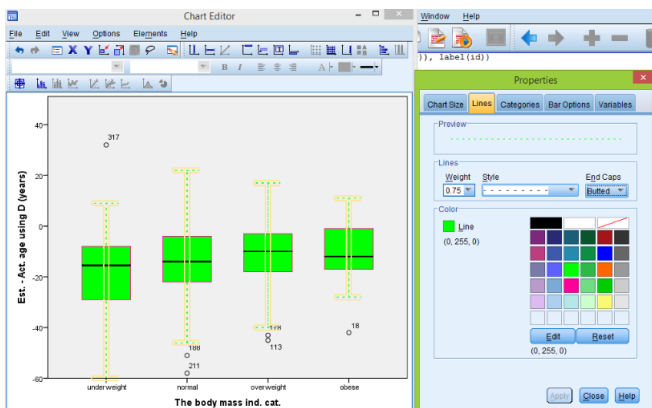 Chart Editor
File Edit View Options Elements Help
X Y
B I
A
317
188
211
178
113
18
40
20
0
-20
-40
-60
Est. - Act. age using D (years)
underweight normal overweight obese
The body mass ind. cat.
Window Help
)), label(id))
Properties
Chart Size Lines Categories Bar Options Variables
Preview
Lines
Weight Style End Caps
0.75 Butted
Color
Line
(0, 255, 0)
Edit Reset
(0, 255, 0)
Apply Close Help